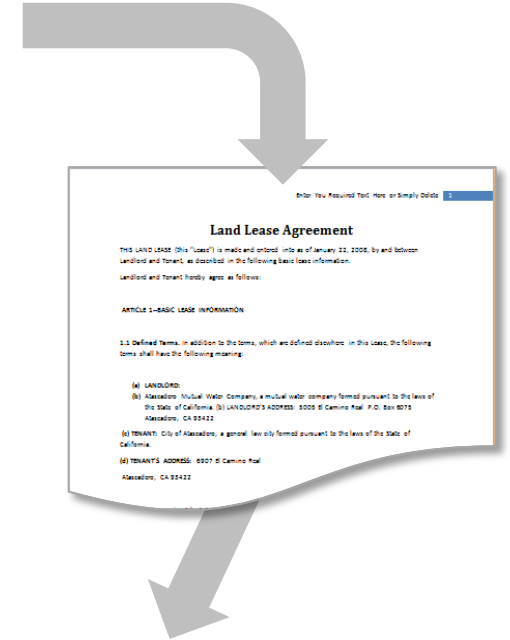 Enter You Required Text Here or Simply Delete 1
Land Lease Agreement
THIS LAND LEASE (this "Lease") is made and entered into as of January 22, 2008, by and between
Landlord and Tenant, as described in the following basic lease information.
Landlord and Tenant hereby agree as follows:
ARTICLE 1--BASIC LEASE INFORMATION
1.1 Defined Terms. In addition to the terms, which are defined elsewhere in this Lease, the following
terms shall have the following meaning:
(a) LANDLORD:
(b) Atascadero Mutual Water Company, a mutual water company formed pursuant to the laws of
the State of California. (b) LANDLORD'S ADDRESS: 5005 El Camino Real P.O. Box 6075
Atascadero, CA 93422
(c) TENANT: City of Atascadero, a general law city formed pursuant to the laws of the State of
California.
(d) TENANT'S ADDRESS: 6907 El Camino Real
Atascadero, CA 93422